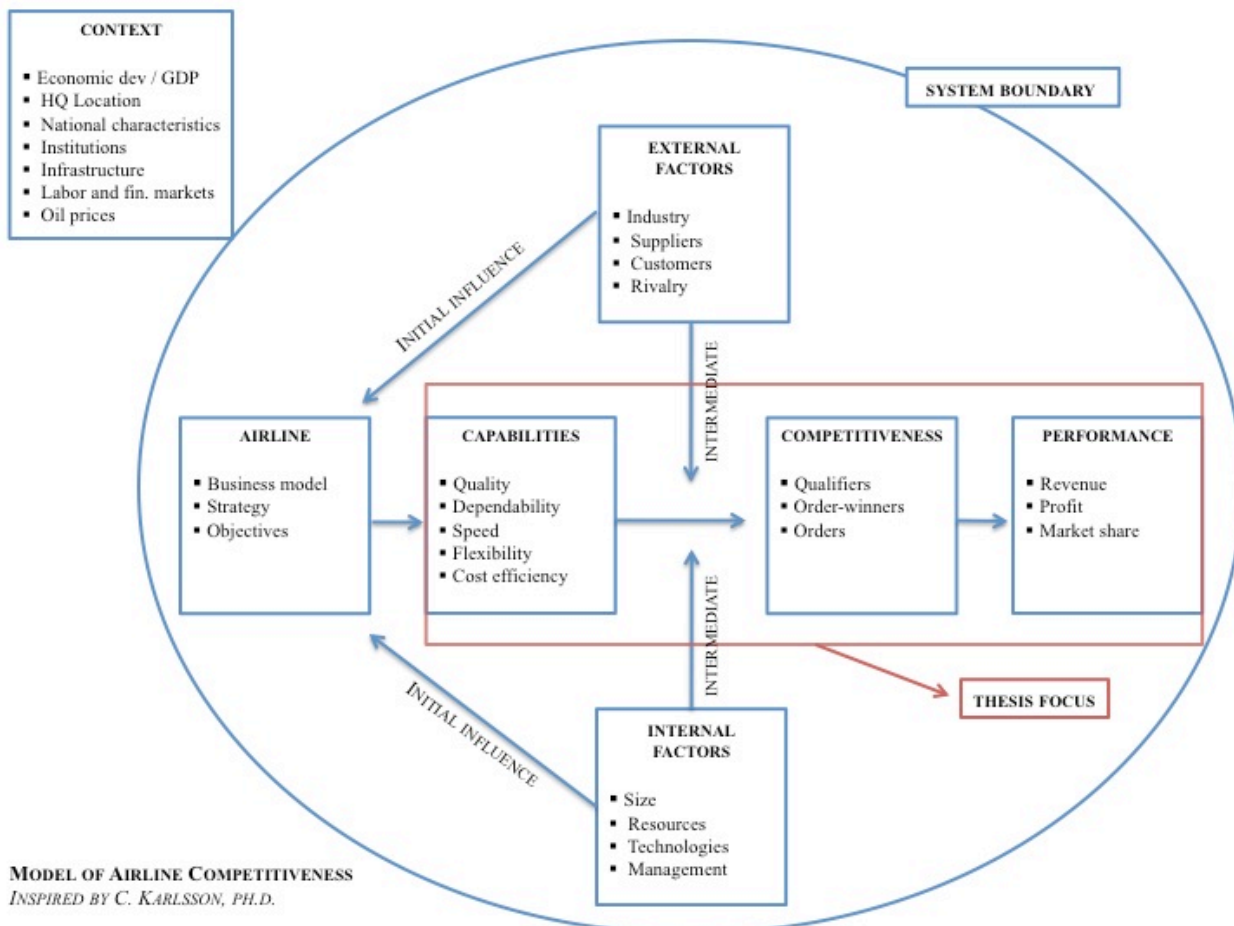 CONTEXT
▪ Economic dev / GDP
▪ HQ Location
▪ National characteristics
▪ Institutions
▪ Infrastructure
▪ Labor and fin. markets
▪ Oil prices
SYSTEM BOUNDARY
EXTERNAL
FACTORS
▪ Industry
▪ Suppliers
▪ Customers
▪ Rivalry
INITIAL INFLUENCE
INTERMEDIATE
AIRLINE
▪ Business model
▪ Strategy
▪ Objectives
CAPABILITIES
▪ Quality
▪ Dependability
▪ Speed
▪ Flexibility
▪ Cost efficiency
COMPETITIVENESS
▪ Qualifiers
▪ Order-winners
▪ Orders
PERFORMANCE
▪ Revenue
▪ Profit
▪ Market share
INTERMEDIATE
INITIAL INFLUENCE
THESIS FOCUS
INTERNAL
FACTORS
▪ Size
▪ Resources
▪ Technologies
▪ Management
MODEL OF AIRLINE COMPETITIVENESS
INSPIRED BY C. KARLSSON, PH.D.